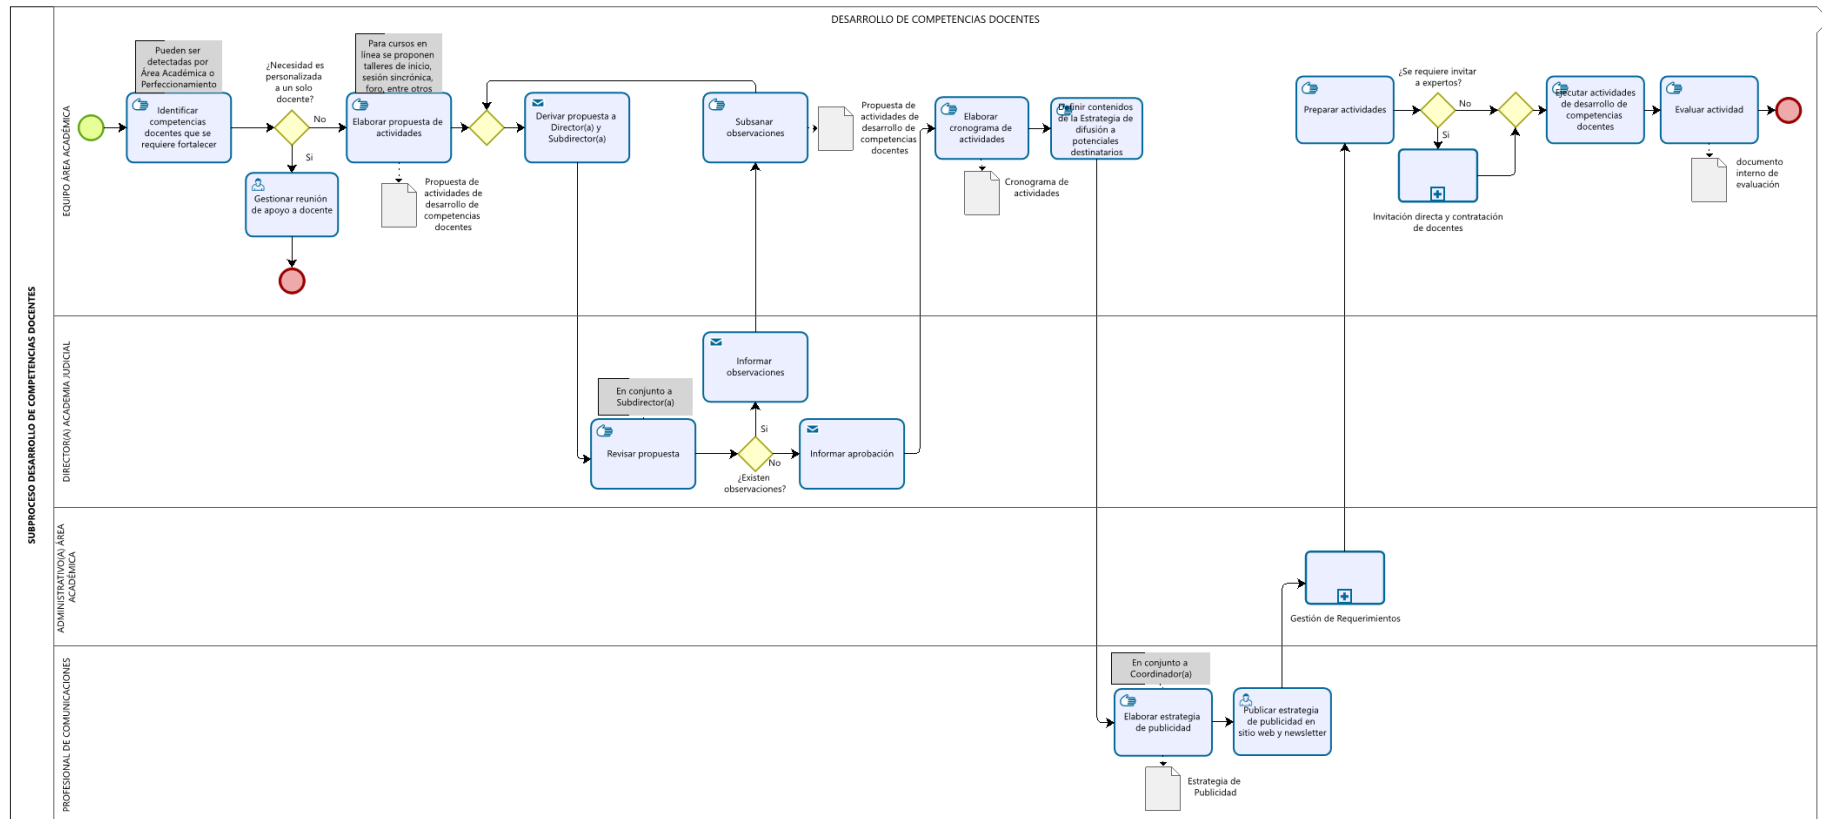 DESARROLLO DE COMPETENCIAS DOCENTES
SUBPROCESO DESARROLLO DE COMPETENCIAS DOCENTES
EQUIPO ÁREA ACADÉMICA
Pueden ser
detectadas por
Área Académica o
Perfeccionamiento
Identificar
competencias
docentes que se
requiere fortalecer
¿Necesidad es
personalizada
a un solo
docente?
No
Si
Gestionar reunión
de apoyo a docente
Para cursos en
línea se proponen
talleres de inicio,
sesión sincrónica,
foro, entre otros
Elaborar propuesta de
actividades
Propuesta de
actividades de
desarrollo de
competencias
docentes
Derivar propuesta a
Director(a) y
Subdirector(a)
Subsanar
observaciones
Propuesta de
actividades de
desarrollo de
competencias
docentes
Elaborar
cronograma de
actividades
Cronograma de
actividades
Definir contenidos
de la Estrategia de
difusión a
potenciales
destinatarios
Preparar actividades
¿Se requiere invitar
a expertos?
No
Si
Invitación directa y contratación
de docentes
Ejecutar actividades
de desarrollo de
competencias
docentes
Evaluar actividad
documento
interno de
evaluación
DIRECTOR(A) ACADEMIA JUDICIAL
En conjunto a
Subdirector(a)
Revisar propuesta
Informar
observaciones
Si
No
¿Existen
observaciones?
Informar aprobación
ADMINISTRATIVO(A) ÁREA
ACADÉMICA
Gestión de Requerimientos
PROFESIONAL DE COMUNICACIONES
En conjunto a
Coordinador(a)
Elaborar estrategia
de publicidad
Estrategia de
Publicidad
Publicar estrategia
de publicidad en
sitio web y newsletter